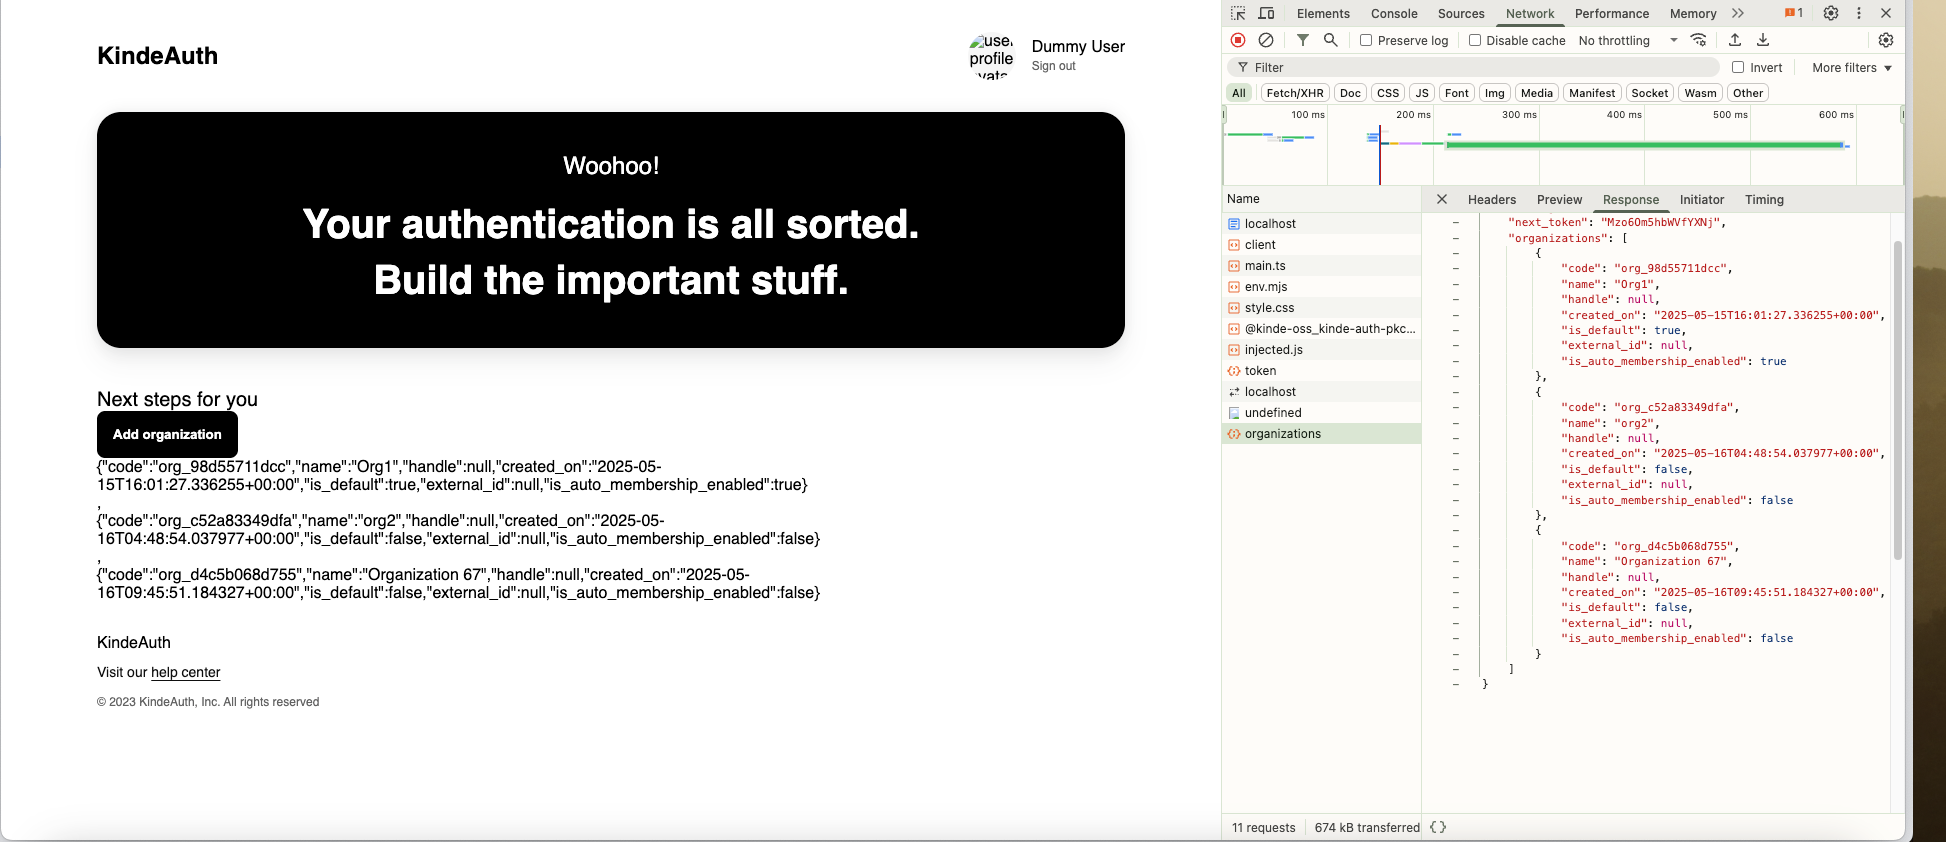 KindeAuth
user
profile
avata
Dummy User
Sign out
Woohoo!
Your authentication is all sorted.
Build the important stuff.
Next steps for you
Add organization
{"code":"org_98d55711dcc","name":"Org1","handle":null,"created_on":"2025-05-
15T16:01:27.336255+00:00","is_default":true,"external_id":null,"is_auto_membership_enabled":true}
,
{"code":"org_c52a83349dfa","name":"org2","handle":null,"created_on":"2025-05-
16T04:48:54.037977+00:00","is_default":false,"external_id":null,"is_auto_membership_enabled":false}
,
{"code":"org_d4c5b068d755","name":"Organization 67","handle":null,"created_on":"2025-05-
16T09:45:51.184327+00:00","is_default":false,"external_id":null,"is_auto_membership_enabled":false}
KindeAuth
Visit our help center
© 2023 KindeAuth, Inc. All rights reserved
Elements Console Sources Network Performance Memory 1
Preserve log Disable cache No throttling
Filter Invert More filters
All Fetch/XHR Doc CSS JS Font Img Media Manifest Socket Wasm Other
100 ms 200 ms 300 ms 400 ms 500 ms 600 ms
Name
localhost
client
main.ts
env.mjs
style.css
@kinde-oss_kinde-auth-pkc...
injected.js
token
localhost
undefined
organizations
Headers Preview Response Initiator Timing
"next_token": "Mzo6Om5hbWVfYXNj",
"organizations": [
{
"code": "org_98d55711dcc",
"name": "Org1",
"handle": null,
"created_on": "2025-05-15T16:01:27.336255+00:00",
"is_default": true,
"external_id": null,
"is_auto_membership_enabled": true
},
{
"code": "org_c52a83349dfa",
"name": "org2",
"handle": null,
"created_on": "2025-05-16T04:48:54.037977+00:00",
"is_default": false,
"external_id": null,
"is_auto_membership_enabled": false
},
{
"code": "org_d4c5b068d755",
"name": "Organization 67",
"handle": null,
"created_on": "2025-05-16T09:45:51.184327+00:00",
"is_default": false,
"external_id": null,
"is_auto_membership_enabled": false
}
]
}
11 requests 674 kB transferred {}